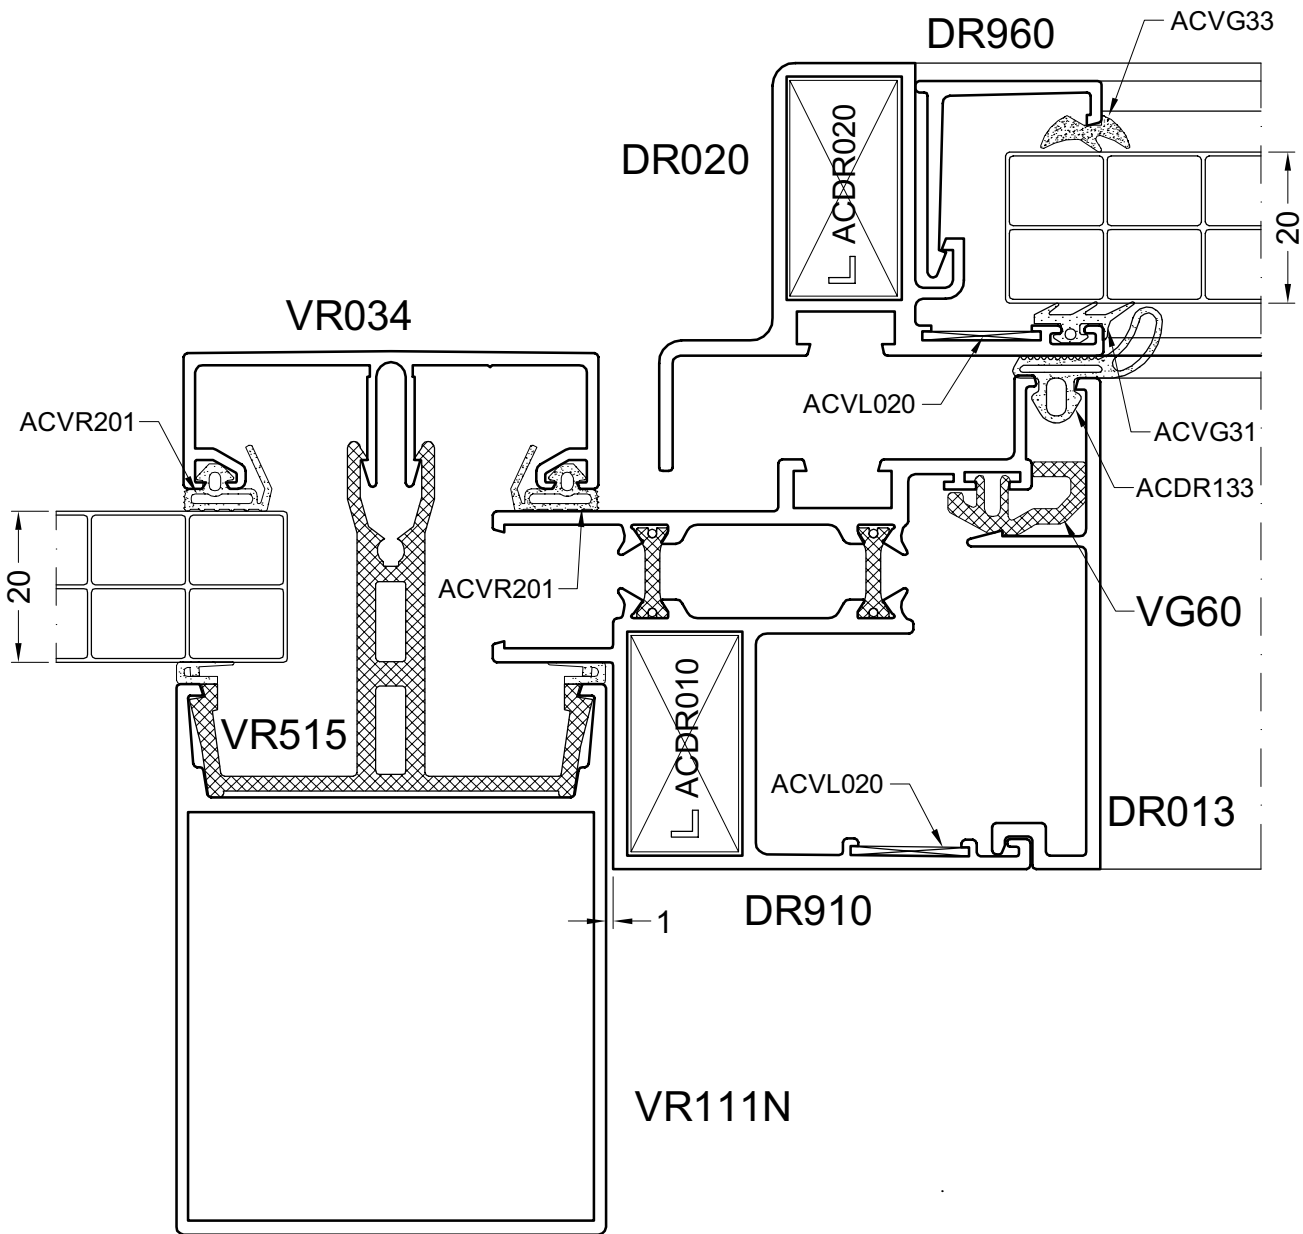 ACVG33
DR960
DR020
ACDR020
20
VR034
ACVL020
ACVR201
ACVG31
ACDR133
20
ACVR201
VG60
VR515
ACDR010
ACVL020
DR013
DR910
1
VR111N